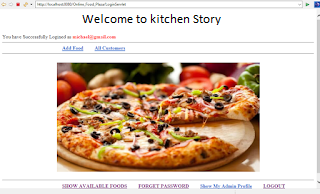 http://localhost:8080/Online_Food_Plaza/LoginServlet
Welcome to kitchen Story
You have Successfully Logined as michael@gmail.com
Add Food All Customers
SHOW AVAILABLE FOODS FORGET PASSWORD Show My Admin Profile LOGOUT